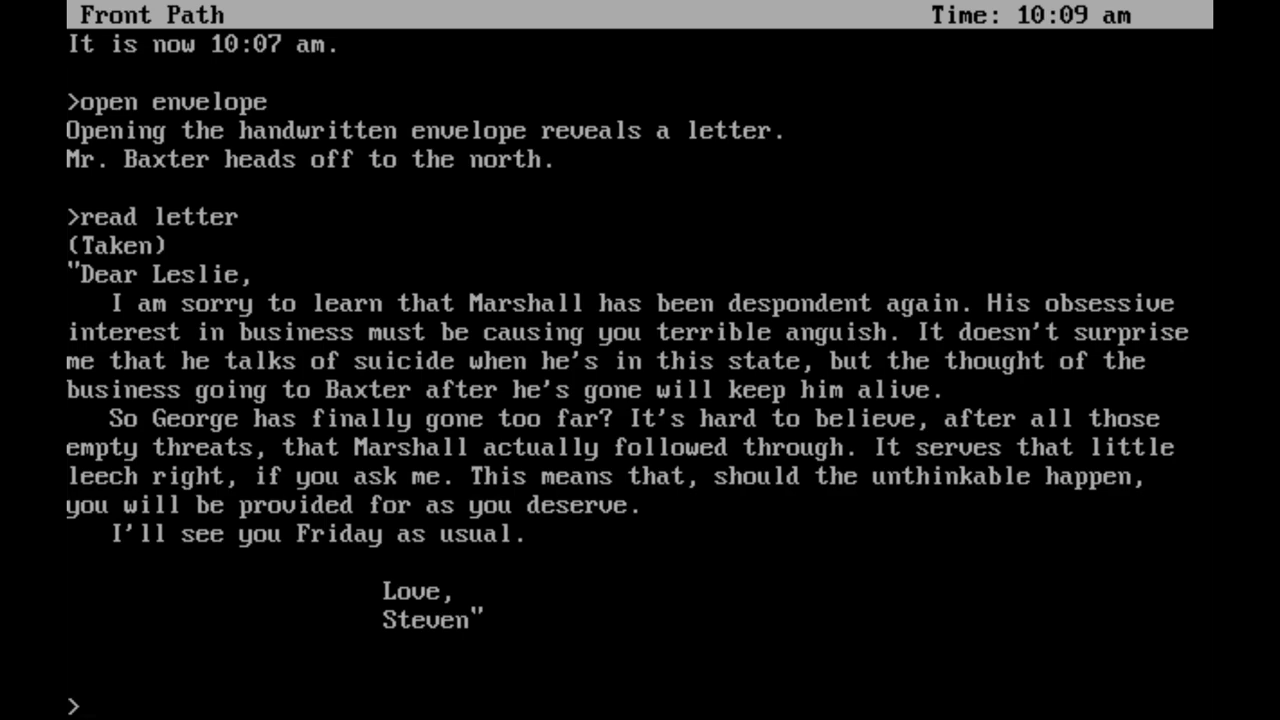 Front Path Time: 10:09 am
It is now 10:07 am.
>open envelope
Opening the handwritten envelope reveals a letter.
Mr. Baxter heads off to the north.
>read letter
(Taken)
"Dear Leslie,
I am sorry to learn that Marshall has been despondent again. His obsessive
interest in business must be causing you terrible anguish. It doesn't surprise
me that he talks of suicide when he's in this state, but the thought of the
business going to Baxter after he's gone will keep him alive.
So George has finally gone too far? It's hard to believe, after all those
empty threats, that Marshall actually followed through. It serves that little
leech right, if you ask me. This means that, should the unthinkable happen,
you will be provided for as you deserve.
I'll see you Friday as usual.
Love,
Steven"
>